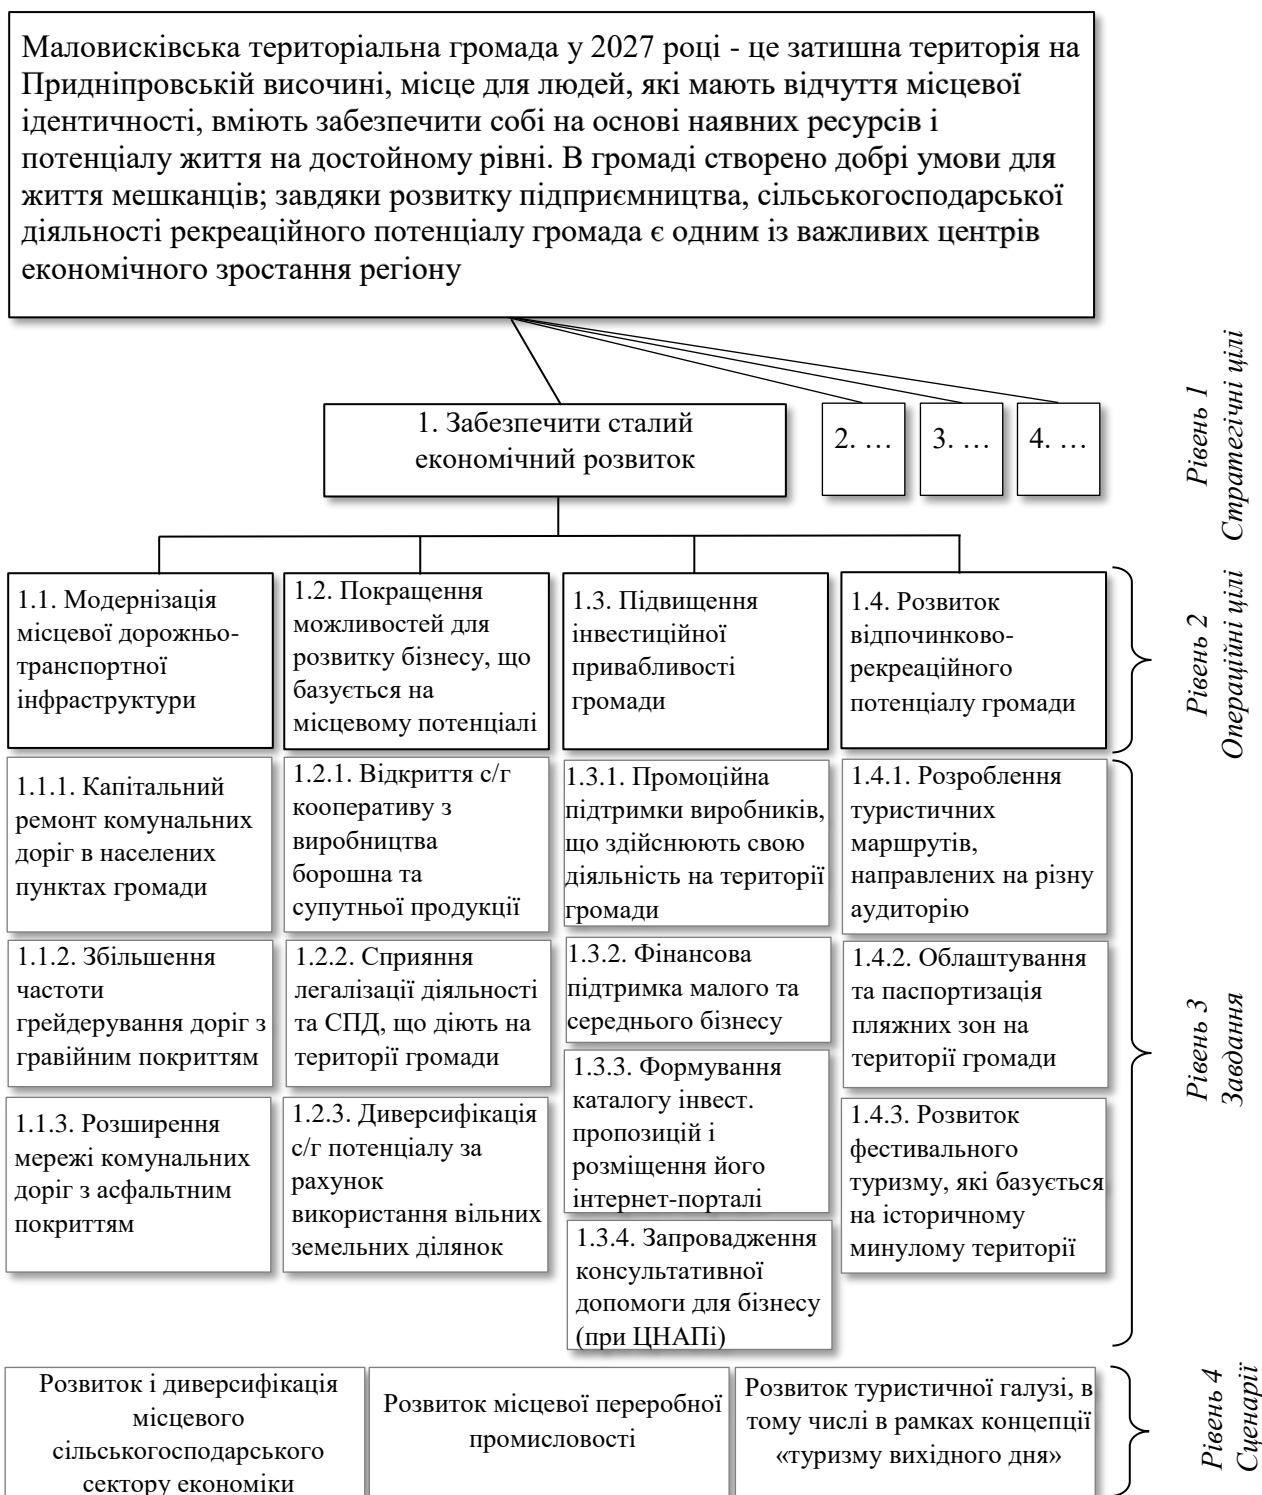 Маловисківська територіальна громада у 2027 році - це затишна територія на
Придніпровській височині, місце для людей, які мають відчуття місцевої
ідентичності, вміють забезпечити собі на основі наявних ресурсів і
потенціалу життя на достойному рівні. В громаді створено добрі умови для
життя мешканців; завдяки розвитку підприємництва, сільськогосподарської
діяльності рекреаційного потенціалу громада є одним із важливих центрів
економічного зростання регіону
1. Забезпечити сталий
економічний розвиток
2. …
3. …
4. …
Рівень 1
Стратегічні цілі
1.1. Модернізація
місцевої дорожньо-
транспортної
інфраструктури
1.2. Покращення
можливостей для
розвитку бізнесу, що
базується на
місцевому потенціалі
1.3. Підвищення
інвестиційної
привабливості
громади
1.4. Розвиток
відпочинково-
рекреаційного
потенціалу громади
Рівень 2
Операційні цілі
1.1.1. Капітальний
ремонт комунальних
доріг в населених
пунктах громади
1.2.1. Відкриття с/г
кооперативу з
виробництва
борошна та
супутньої продукції
1.3.1. Промоційна
підтримки виробників,
що здійснюють свою
діяльність на території
громади
1.4.1. Розроблення
туристичних
маршрутів,
направлених на різну
аудиторію
1.1.2. Збільшення
частоти
грейдерування доріг з
гравійним покриттям
1.2.2. Сприяння
легалізації діяльності
та СПД, що діють на
території громади
1.3.2. Фінансова
підтримка малого та
середнього бізнесу
1.4.2. Облаштування
та паспортизація
пляжних зон на
території громади
1.1.3. Розширення
мережі комунальних
доріг з асфальтним
покриттям
1.2.3. Диверсифікація
с/г потенціалу за
рахунок
використання вільних
земельних ділянок
1.3.3. Формування
каталогу інвест.
пропозицій і
розміщення його
інтернет-порталі
1.4.3. Розвиток
фестивального
туризму, які базується
на історичному
минулому території
1.3.4. Запровадження
консультативної
допомоги для бізнесу
(при ЦНАПі)
Рівень 3
Завдання
Розвиток і диверсифікація
місцевого
сільськогосподарського
сектору економіки
Розвиток місцевої переробної
промисловості
Розвиток туристичної галузі, в
тому числі в рамках концепції
«туризму вихідного дня»
Рівень 4
Сценарії